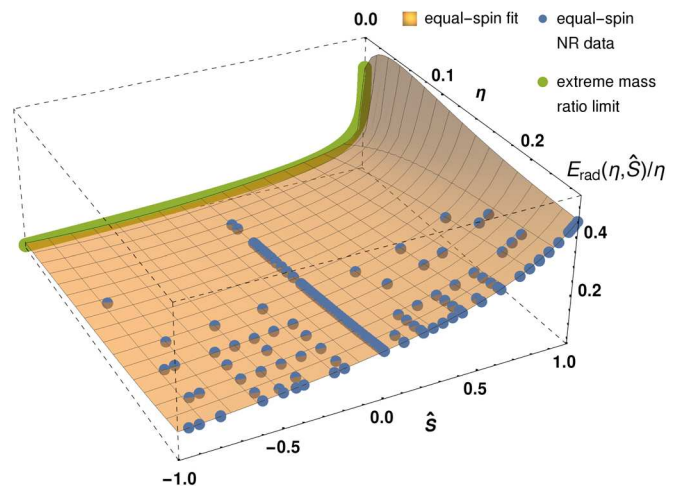 equal-spin fit
equal-spin
NR data
extreme mass
ratio limit
0.0
0.1
η
0.2
E_rad(η,Ŝ)/η
0.4
0.2
1.0
0.5
0.0
Ŝ
-0.5
-1.0